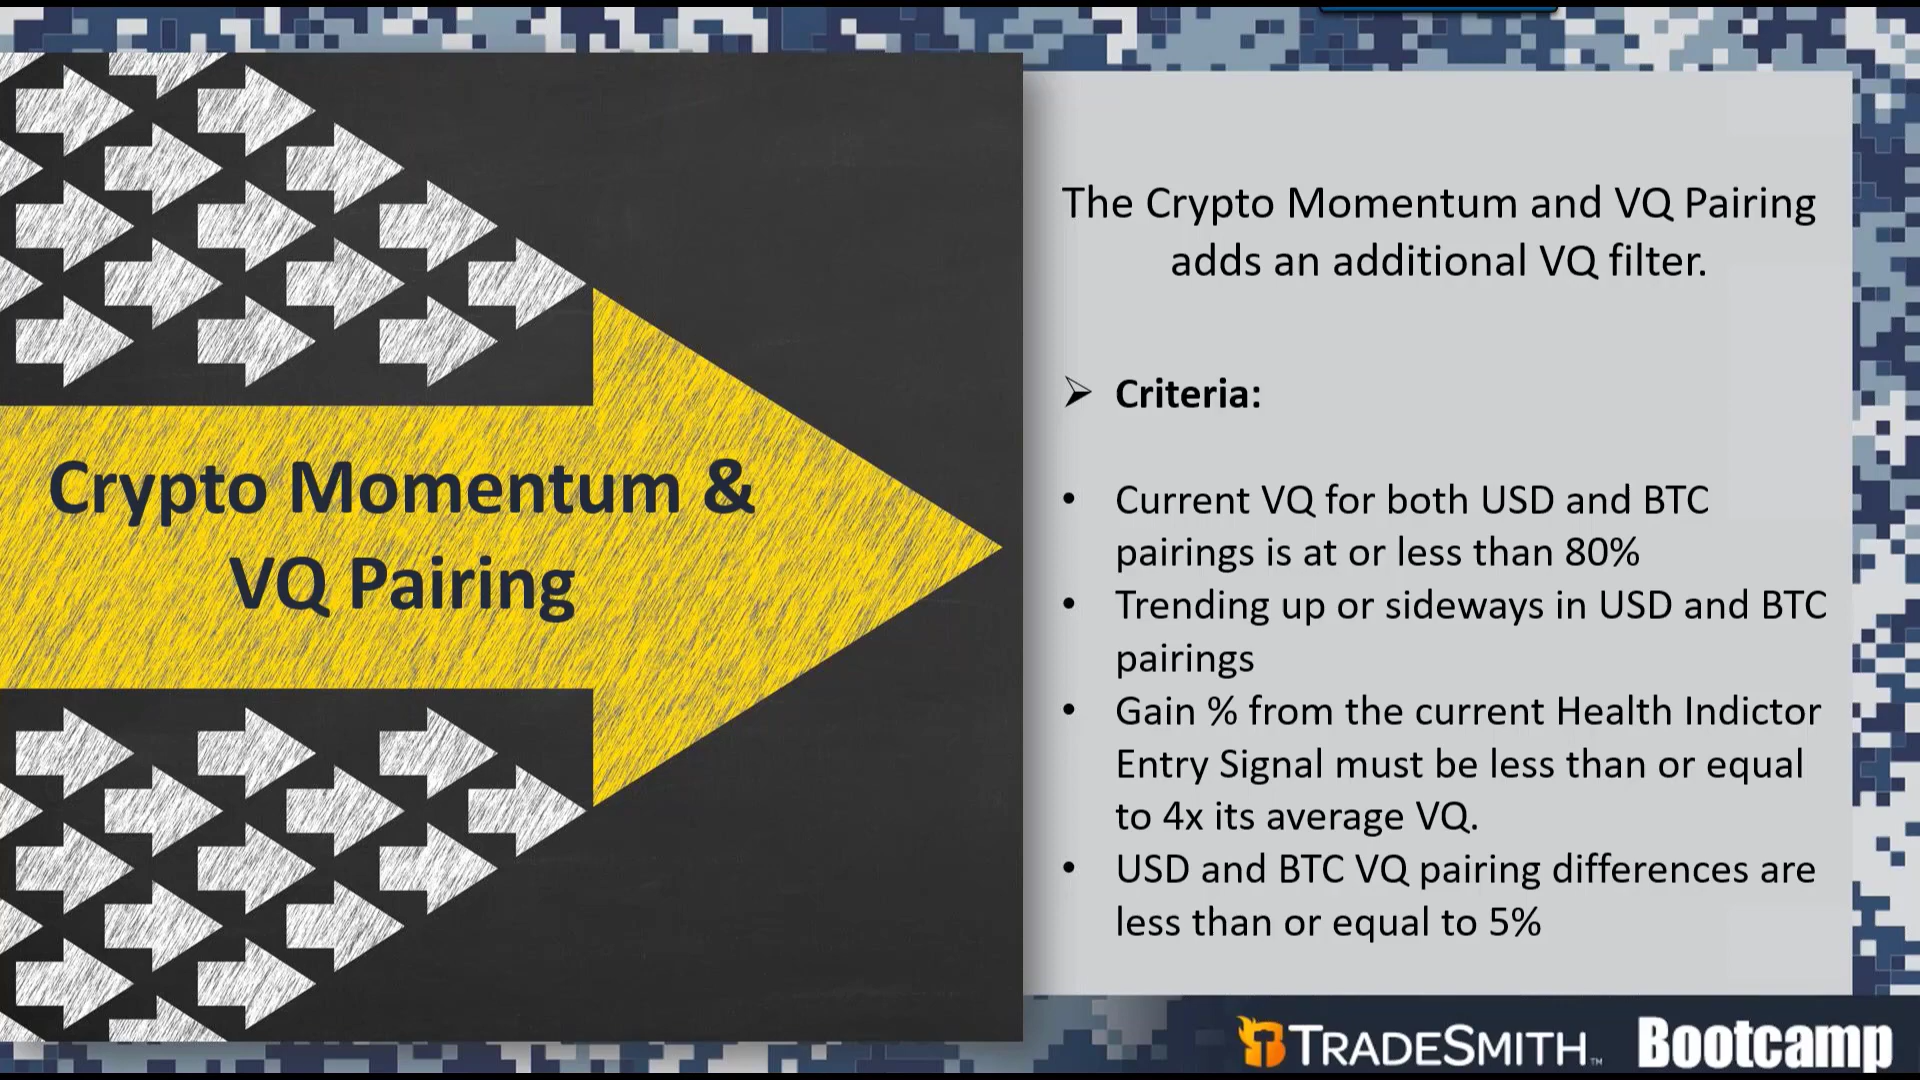 Crypto Momentum &
VQ Pairing
The Crypto Momentum and VQ Pairing
adds an additional VQ filter.
➢ Criteria:
• Current VQ for both USD and BTC
pairings is at or less than 80%
• Trending up or sideways in USD and BTC
pairings
• Gain % from the current Health Indictor
Entry Signal must be less than or equal
to 4x its average VQ.
• USD and BTC VQ pairing differences are
less than or equal to 5%
TRADESMITH™ Bootcamp